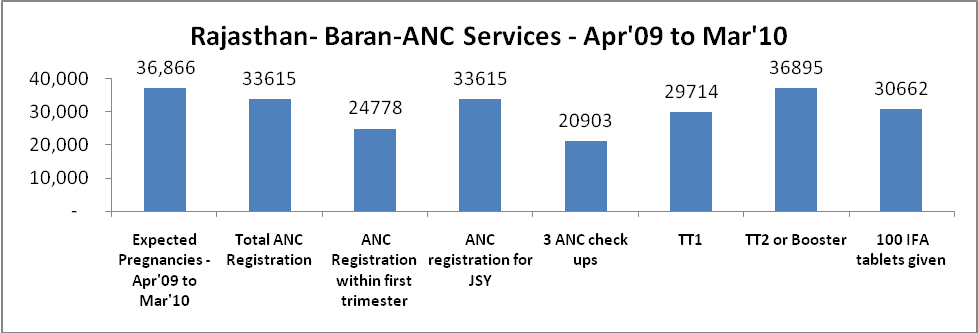 Rajasthan- Baran-ANC Services - Apr'09 to Mar'10
36,866
33615
24778
33615
20903
29714
36895
30662
40,000
30,000
20,000
10,000
-
Expected
Pregnancies -
Apr'09 to
Mar'10
Total ANC
Registration
ANC
Registration
within first
trimester
ANC
registration for
JSY
3 ANC check
ups
TT1
TT2 or Booster
100 IFA
tablets given